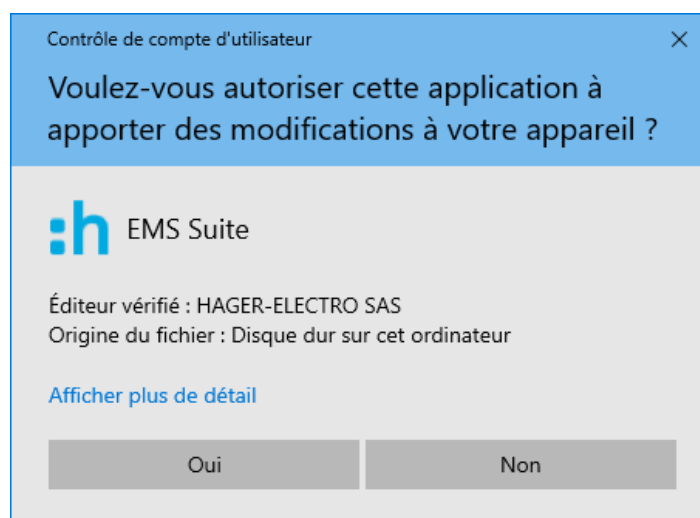 Contrôle de compte d'utilisateur
Voulez-vous autoriser cette application à
apporter des modifications à votre appareil ?
:h EMS Suite
Éditeur vérifié : HAGER-ELECTRO SAS
Origine du fichier : Disque dur sur cet ordinateur
Afficher plus de détail
Oui
Non